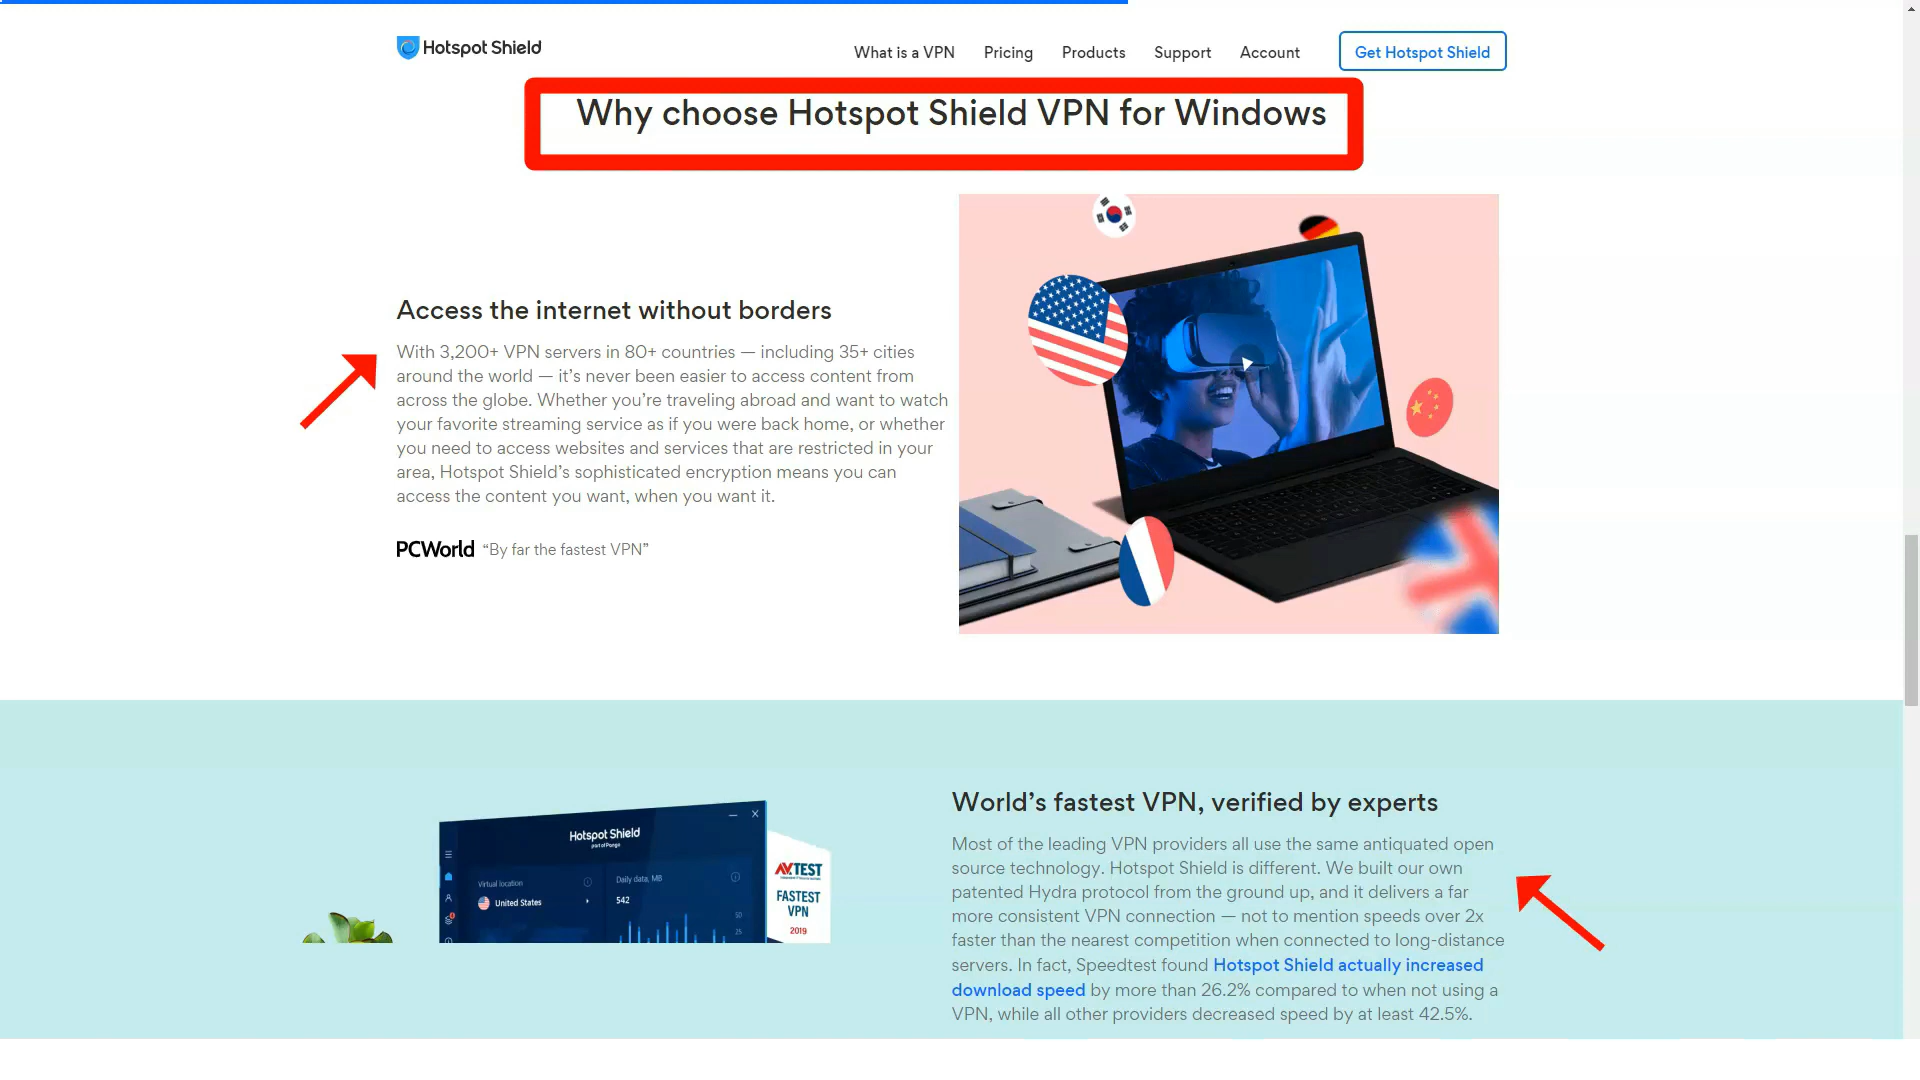 Hotspot Shield
What is a VPN
Pricing
Products
Support
Account
Get Hotspot Shield
Why choose Hotspot Shield VPN for Windows
Access the internet without borders
With 3,200+ VPN servers in 80+ countries — including 35+ cities
around the world — it’s never been easier to access content from
across the globe. Whether you’re traveling abroad and want to watch
your favorite streaming service as if you were back home, or whether
you need to access websites and services that are restricted in your
area, Hotspot Shield’s sophisticated encryption means you can
access the content you want, when you want it.
PCWorld “By far the fastest VPN”
World’s fastest VPN, verified by experts
Most of the leading VPN providers all use the same antiquated open
source technology. Hotspot Shield is different. We built our own
patented Hydra protocol from the ground up, and it delivers a far
more consistent VPN connection — not to mention speeds over 2x
faster than the nearest competition when connected to long-distance
servers. In fact, Speedtest found Hotspot Shield actually increased
download speed by more than 26.2% compared to when not using a
VPN, while all other providers decreased speed by at least 42.5%.
Hotspot Shield
part of Pango
Virtual location
United States
Daily data, MB
542
50
25
AVTEST
FASTEST
VPN
2019